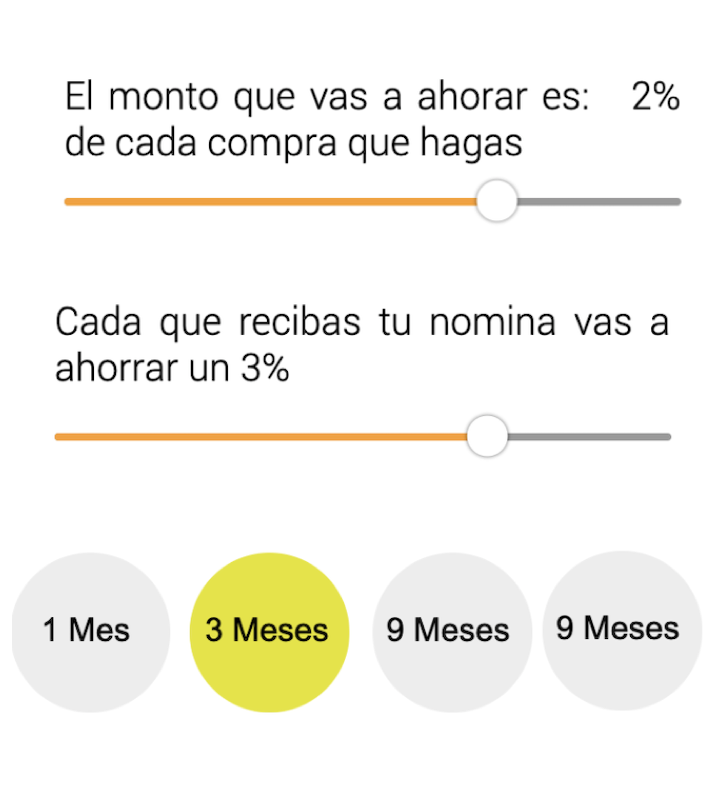 El monto que vas a ahorar es: 2%
de cada compra que hagas
Cada que recibas tu nomina vas a
ahorrar un 3%
1 Mes
3 Meses
9 Meses
9 Meses